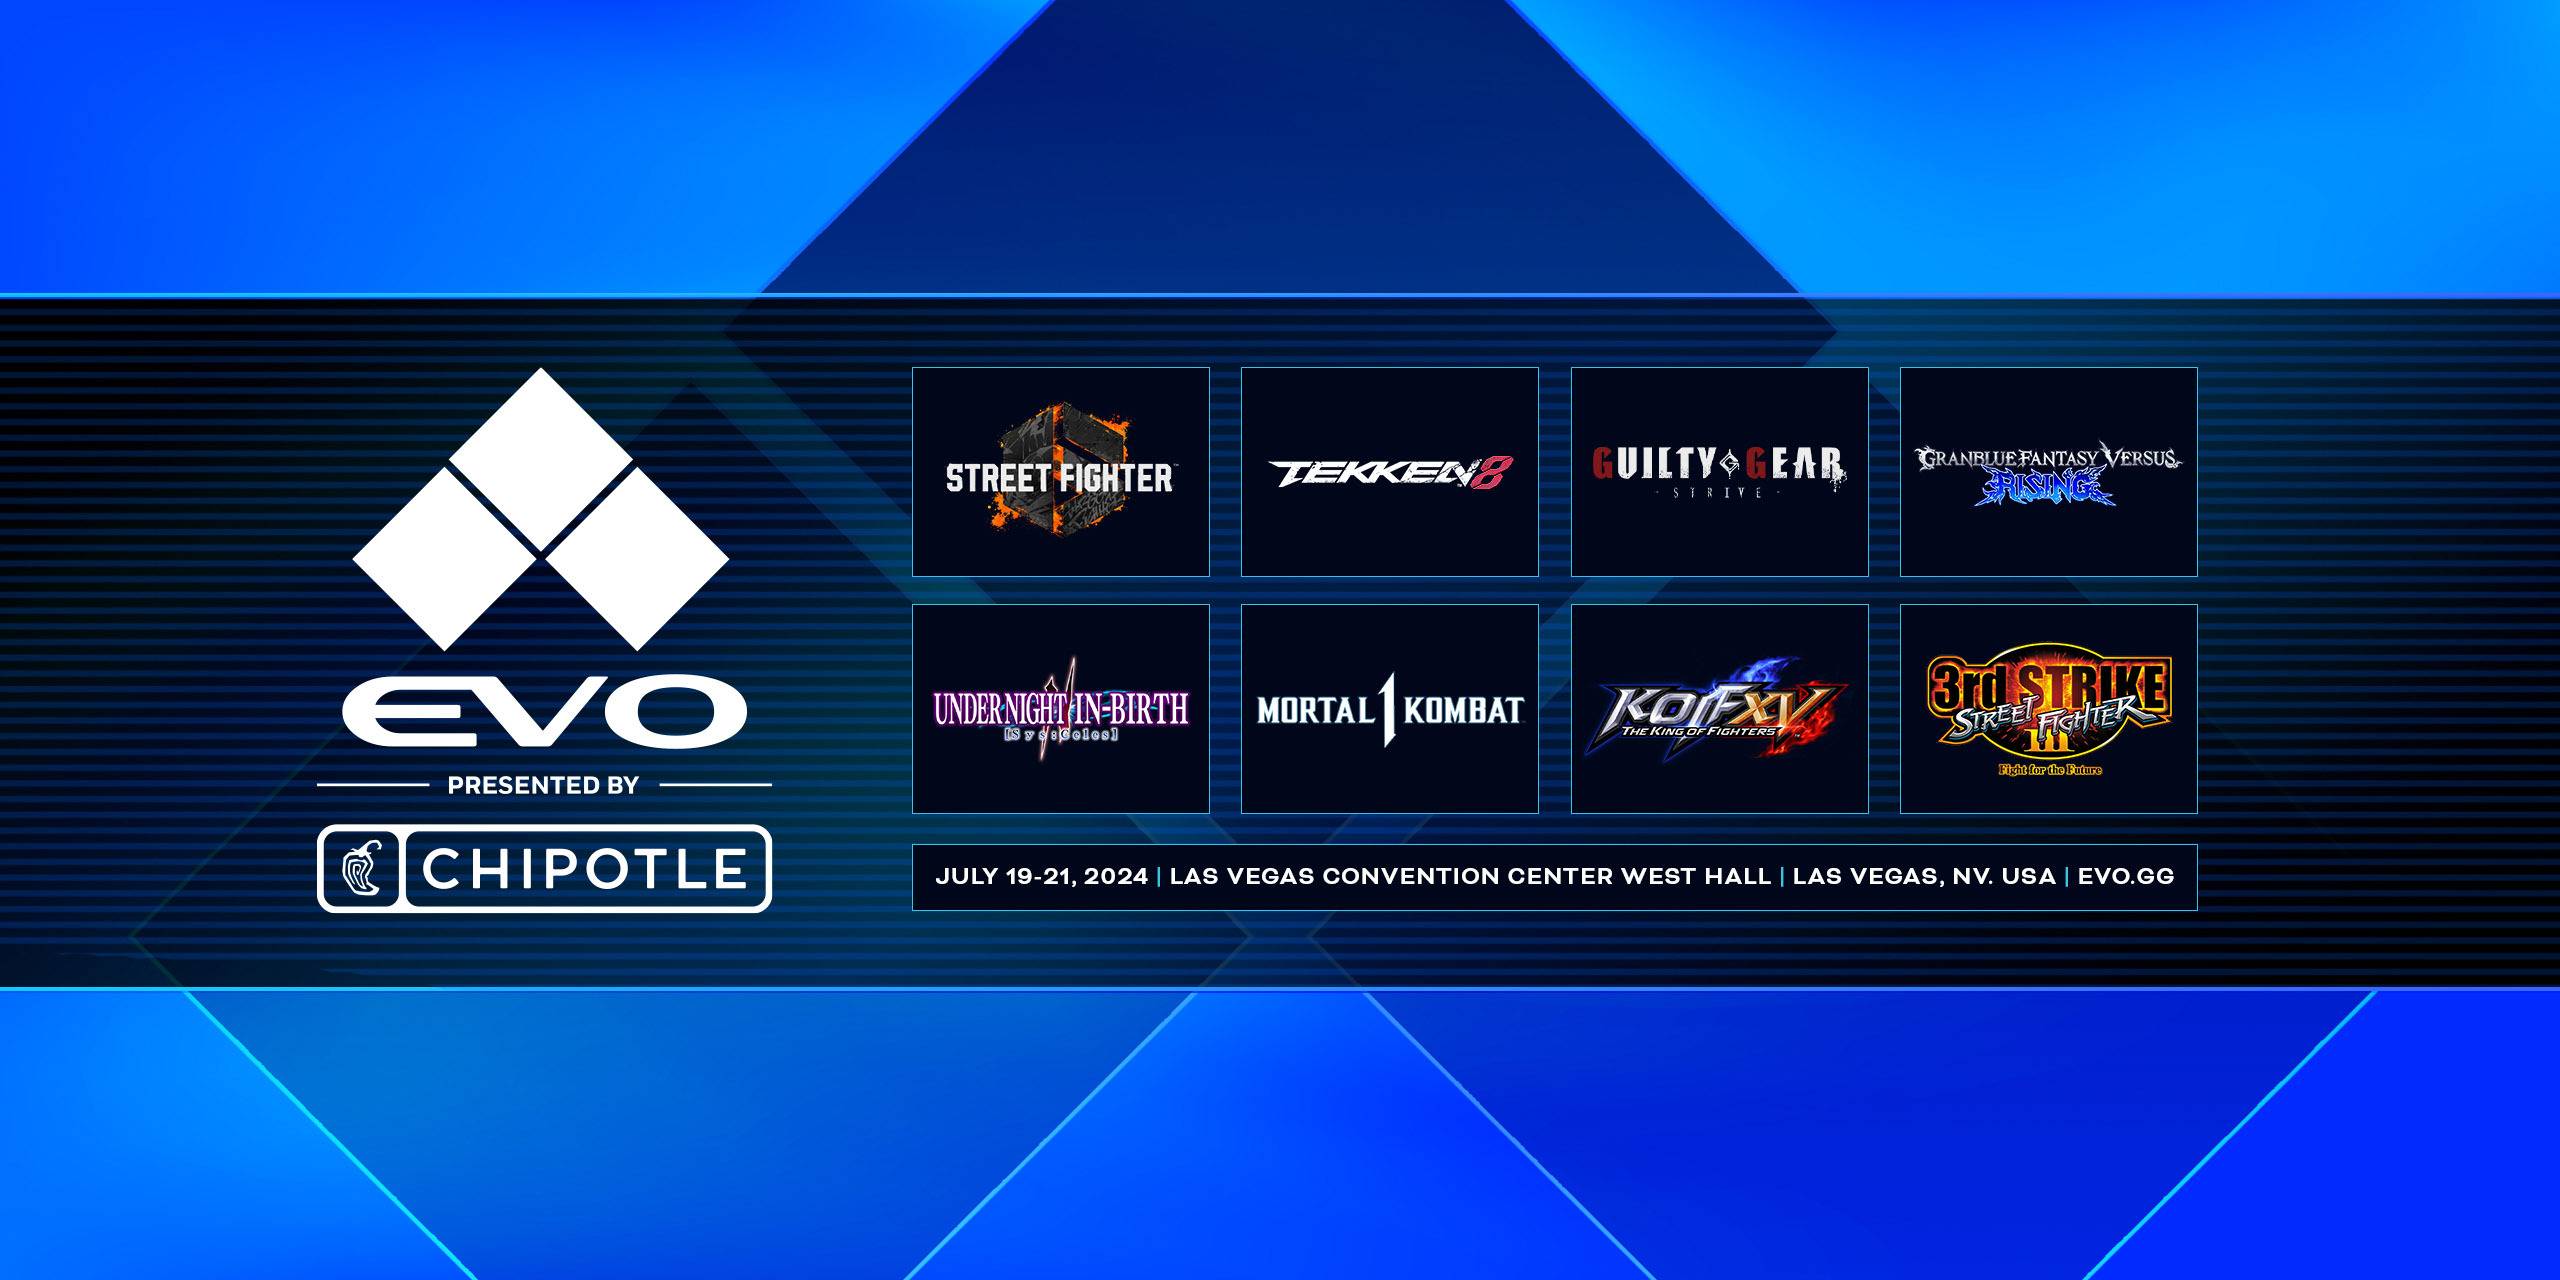 EVO
PRESENTED BY
CHIPOTLE
STREET FIGHTER 6
TEKKEN 8
GUILTY GEAR
- STRIVE -
GRANBLUE FANTASY VERSUS
RISING
UNDER NIGHT IN-BIRTH
[Sys:Celes]
MORTAL 1 KOMBAT
KOFXV
THE KING OF FIGHTERS
3rd STRIKE
STREET FIGHTER
III
Fight for the Future
JULY 19-21, 2024 | LAS VEGAS CONVENTION CENTER WEST HALL | LAS VEGAS, NV. USA | EVO.GG